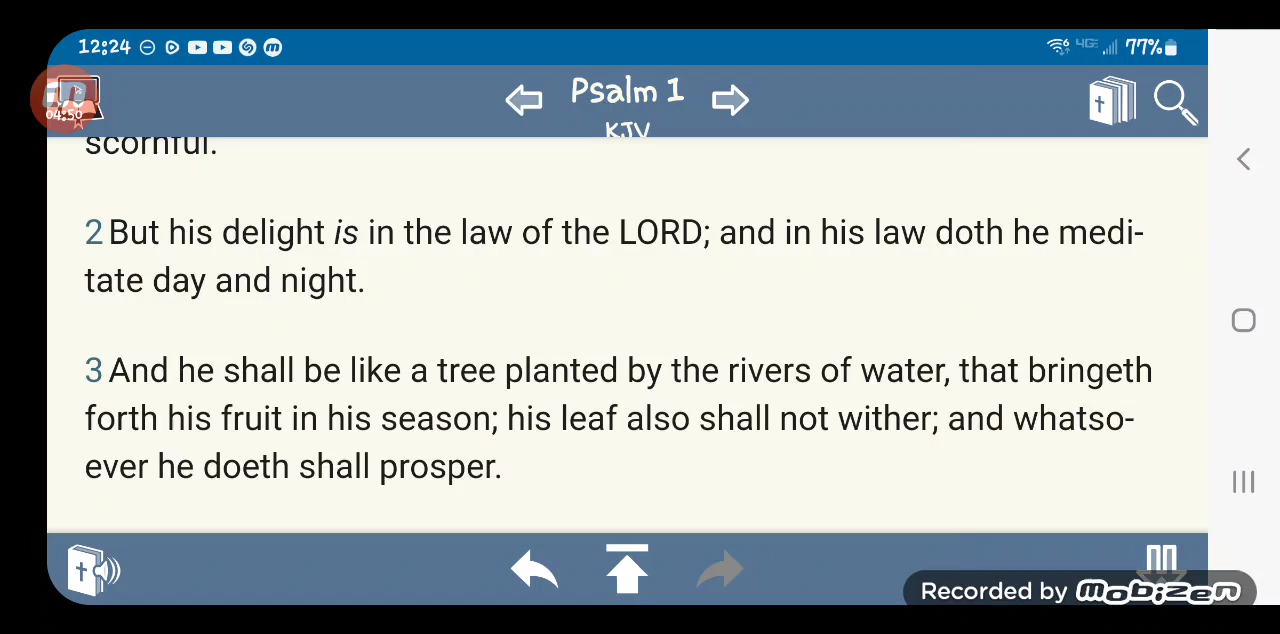 12:24
4GE 77%
04:50
Psalm 1
KJV
scornful.
2 But his delight is in the law of the LORD; and in his law doth he medi-
tate day and night.
3 And he shall be like a tree planted by the rivers of water, that bringeth
forth his fruit in his season; his leaf also shall not wither; and whatso-
ever he doeth shall prosper.
Recorded by mobizen